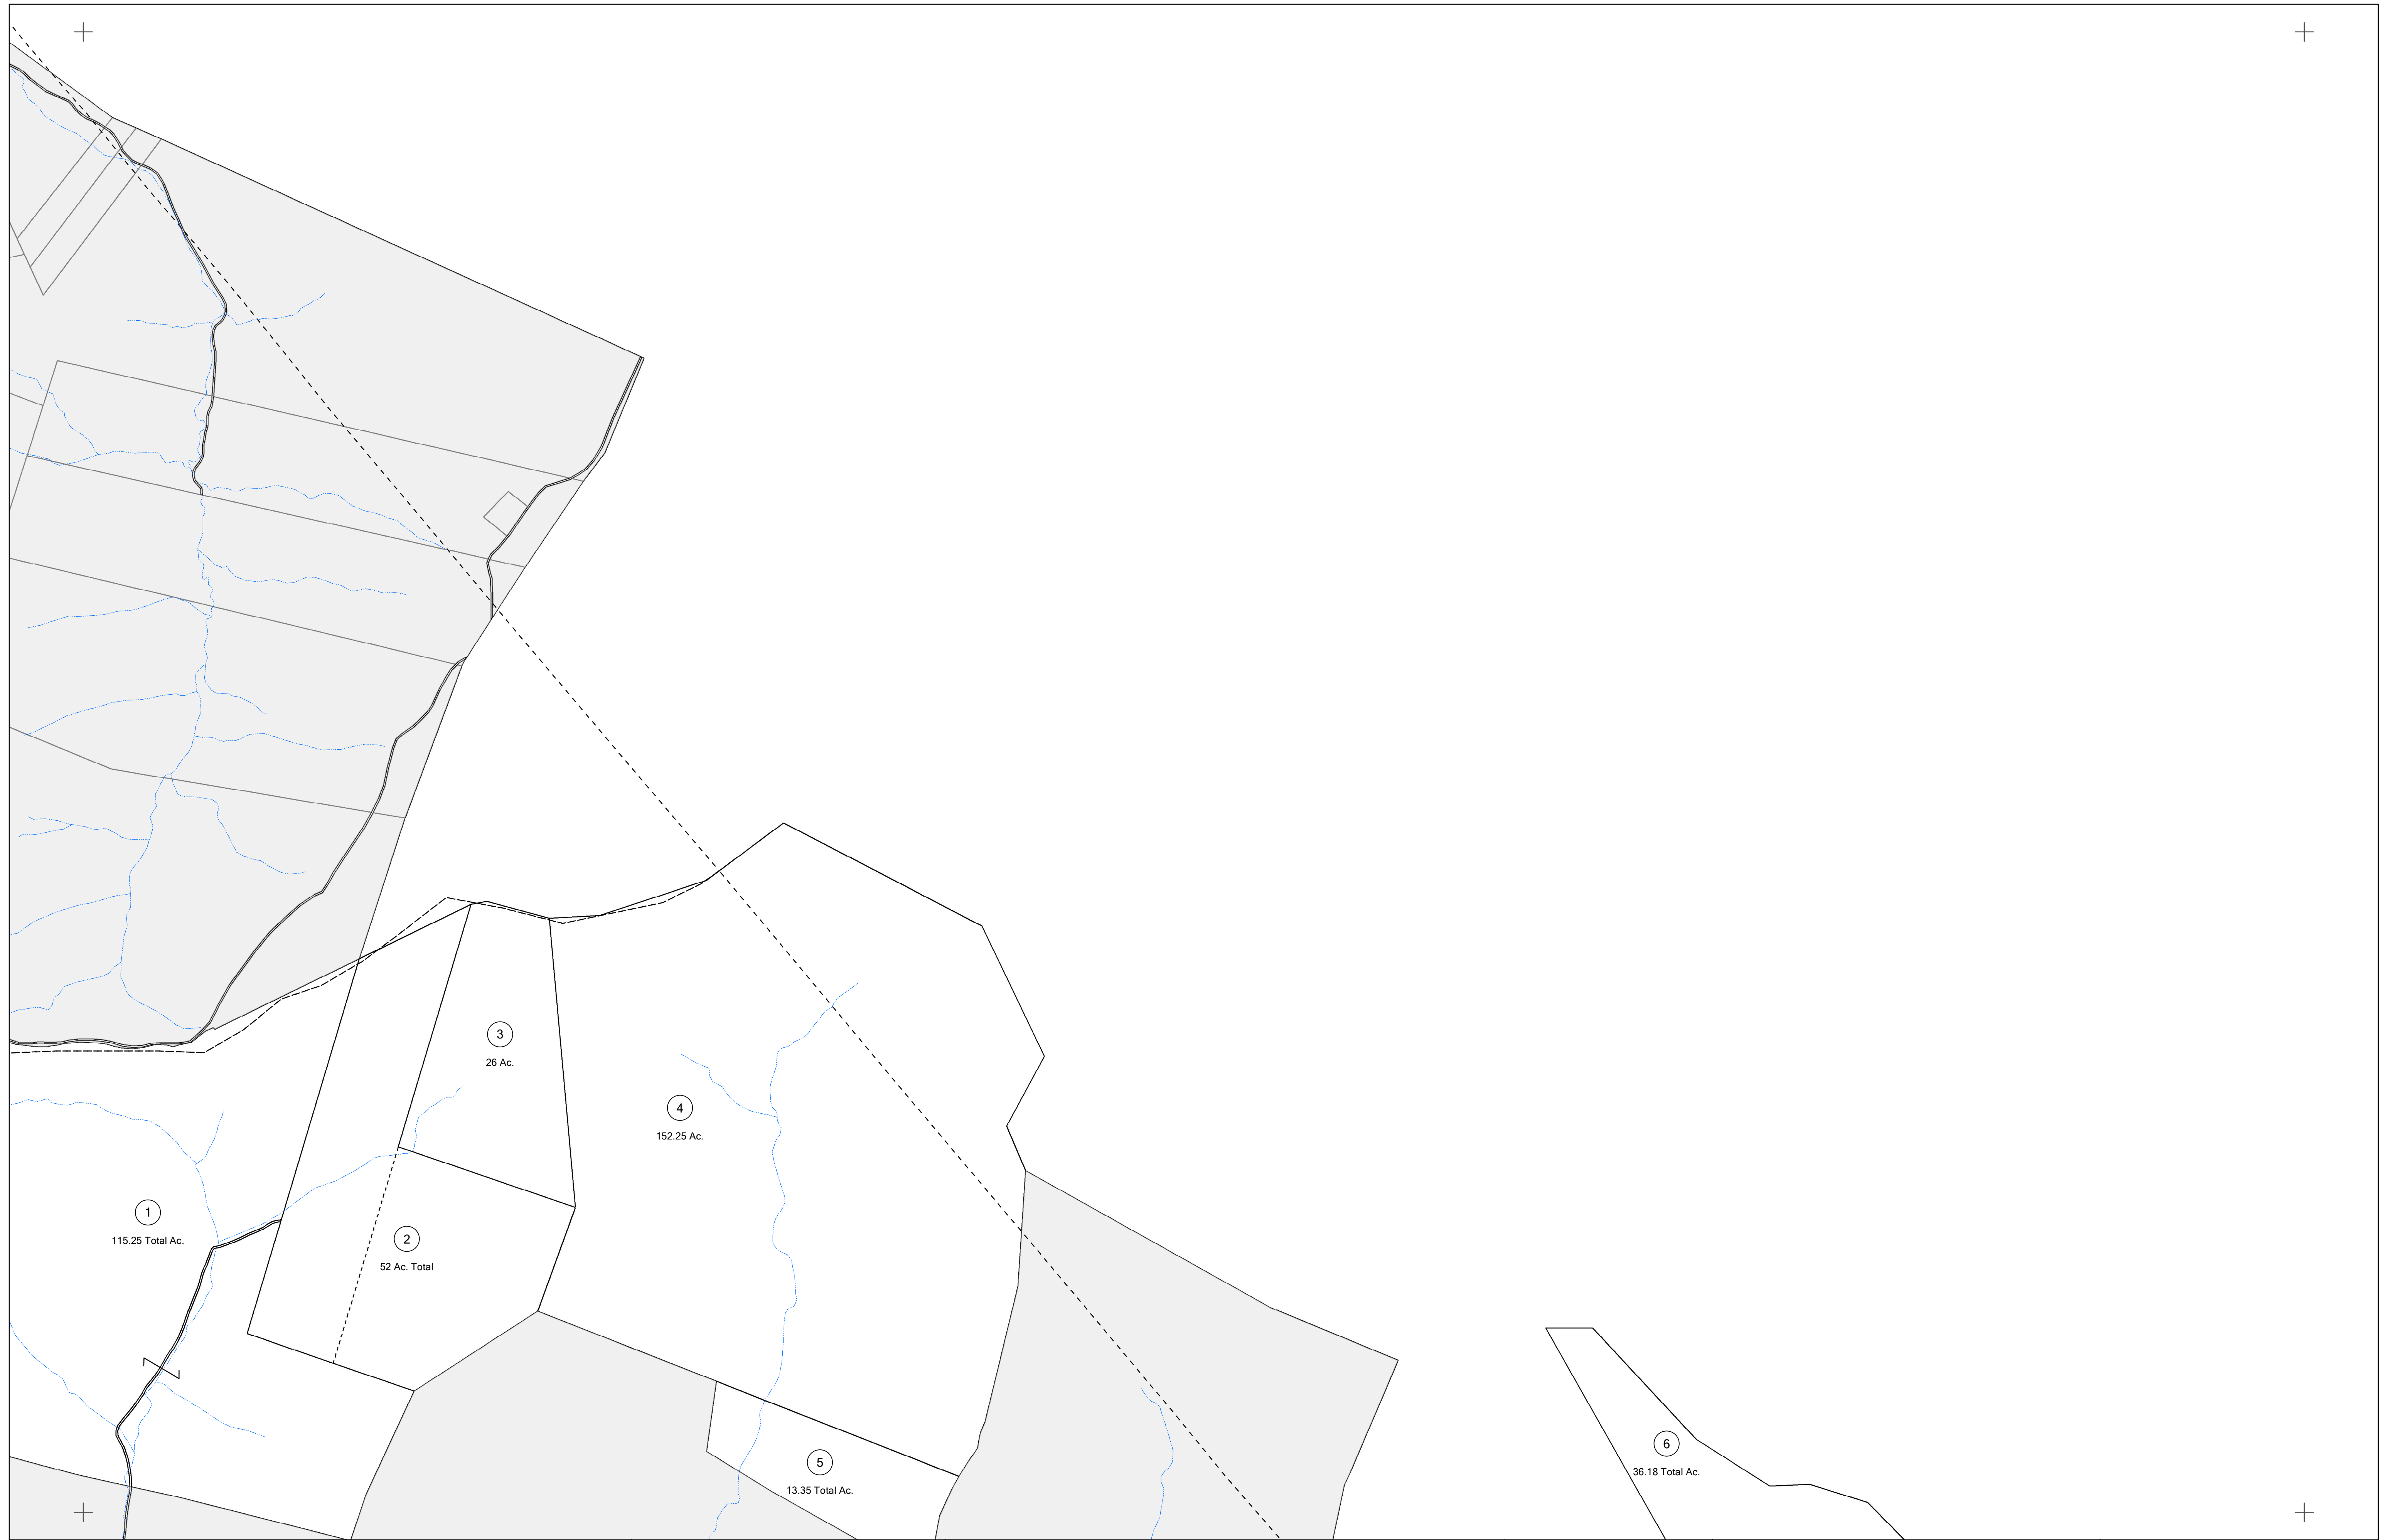 3
26 Ac.
4
152.25 Ac.
1
115.25 Total Ac.
2
52 Ac. Total
5
13.35 Total Ac.
6
36.18 Total Ac.